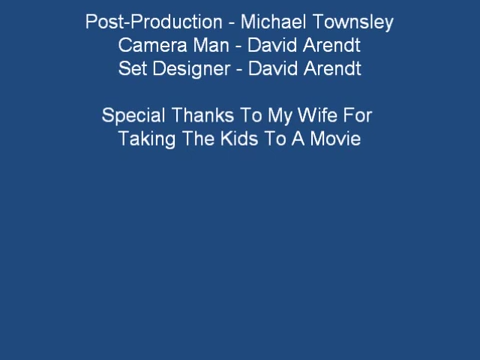 Post-Production - Michael Townsley
Camera Man - David Arendt
Set Designer - David Arendt
Special Thanks To My Wife For
Taking The Kids To A Movie